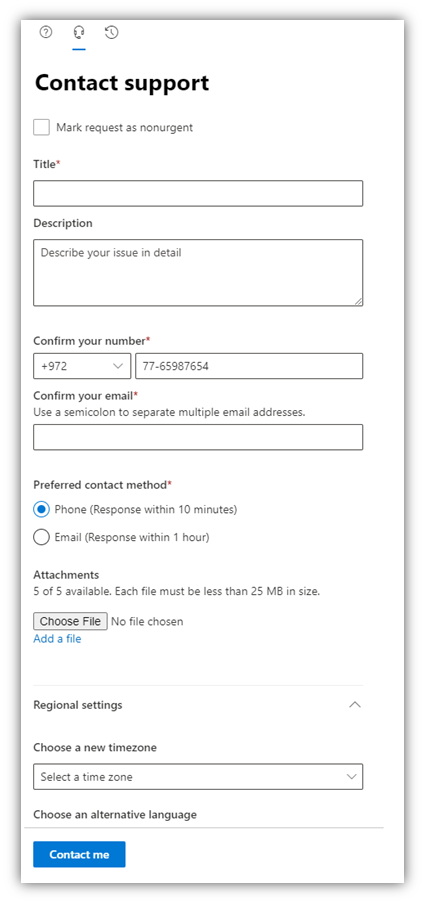 Contact support
Mark request as nonurgent
Title*
Description
Describe your issue in detail
Confirm your number*
+972 77-65987654
Confirm your email*
Use a semicolon to separate multiple email addresses.
Preferred contact method*
Phone (Response within 10 minutes)
Email (Response within 1 hour)
Attachments
5 of 5 available. Each file must be less than 25 MB in size.
Choose File No file chosen
Add a file
Regional settings
Choose a new timezone
Select a time zone
Choose an alternative language
Contact me